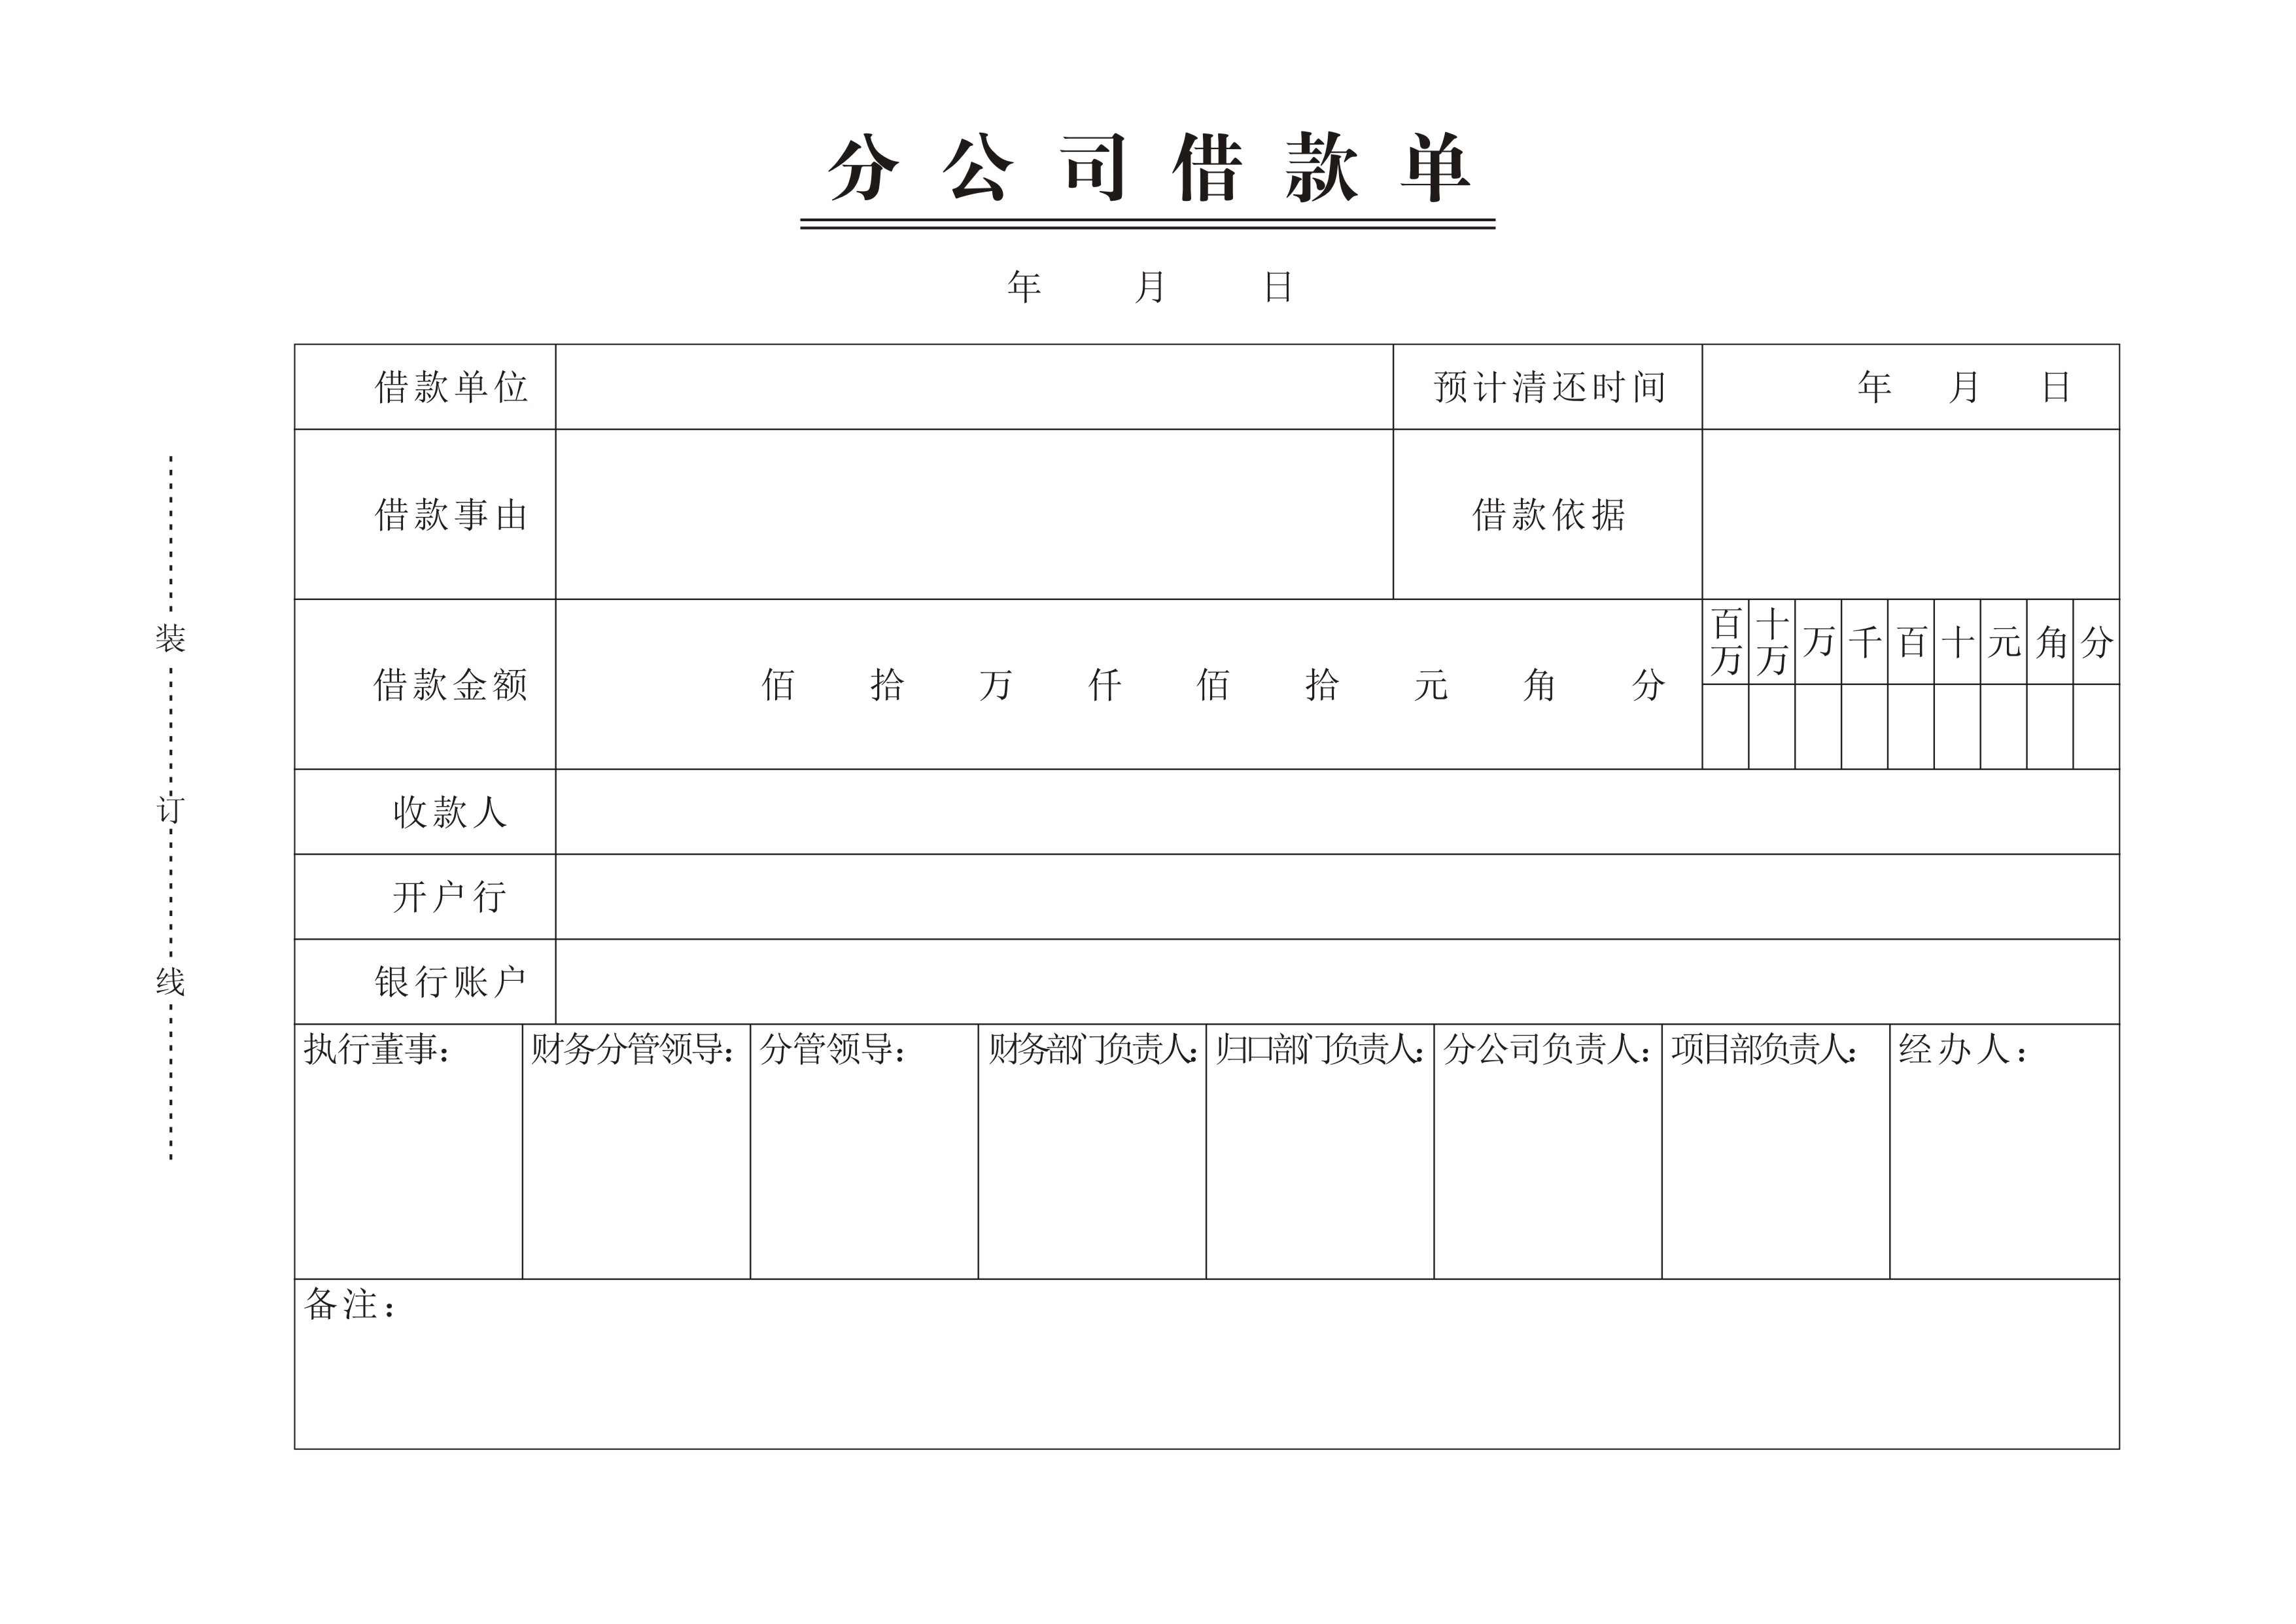 分公司借款单
年 月 日
借款单位 预计清还时间 年 月 日
借款事由 借款依据
借款金额 佰 拾 万 仟 佰 拾 元 角 分 百万 十万 万 千 百 十 元 角 分
收款人
开户行
银行账户
执行董事： 财务分管领导： 分管领导： 财务部门负责人： 归口部门负责人： 分公司负责人： 项目部负责人： 经办人：
备注：
装
订
线